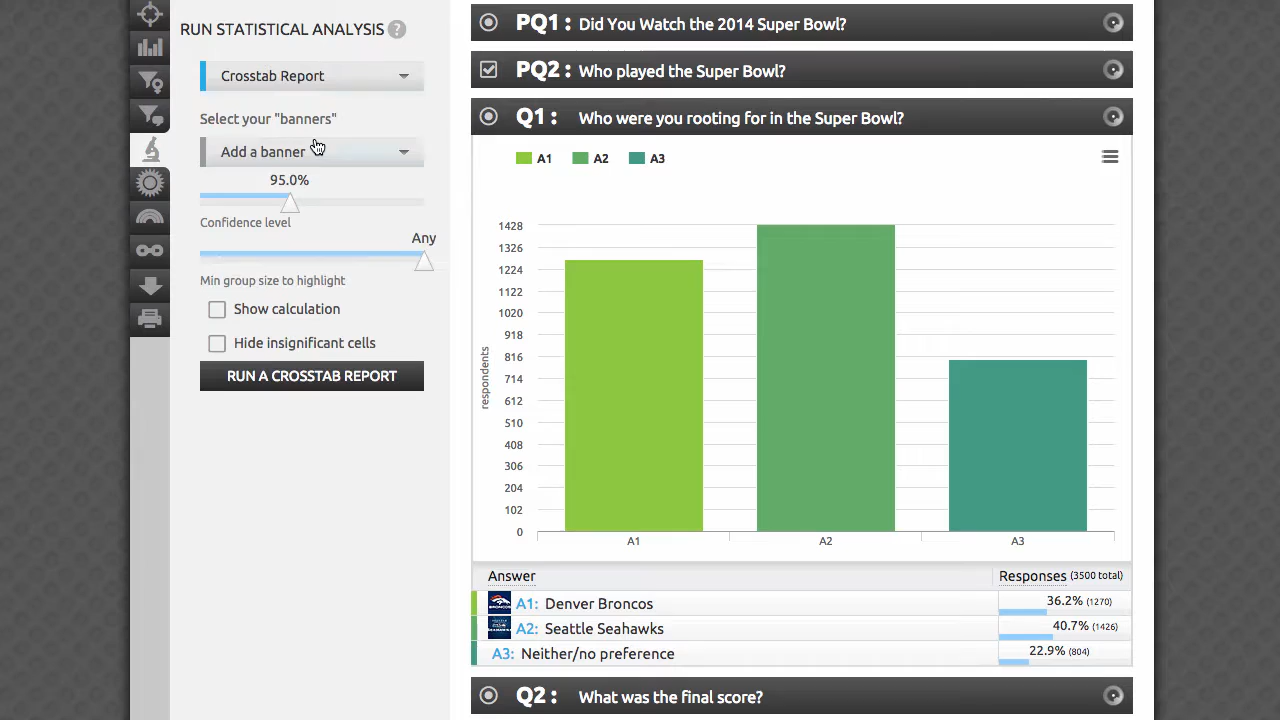 RUN STATISTICAL ANALYSIS ?
Crosstab Report
Select your "banners"
Add a banner
95.0%
Confidence level
Any
Min group size to highlight
Show calculation
Hide insignificant cells
RUN A CROSSTAB REPORT
PQ1 : Did You Watch the 2014 Super Bowl?
PQ2 : Who played the Super Bowl?
Q1 : Who were you rooting for in the Super Bowl?
A1 A2 A3
1428
1326
1224
1122
1020
918
816
714
612
510
408
306
204
102
0
respondents
A1 A2 A3
Answer Responses (3500 total)
A1: Denver Broncos 36.2% (1270)
A2: Seattle Seahawks 40.7% (1426)
A3: Neither/no preference 22.9% (804)
Q2 : What was the final score?